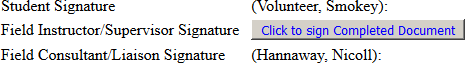 Student Signature (Volunteer, Smokey):
Field Instructor/Supervisor Signature Click to sign Completed Document
Field Consultant/Liaison Signature (Hannaway, Nicoll):